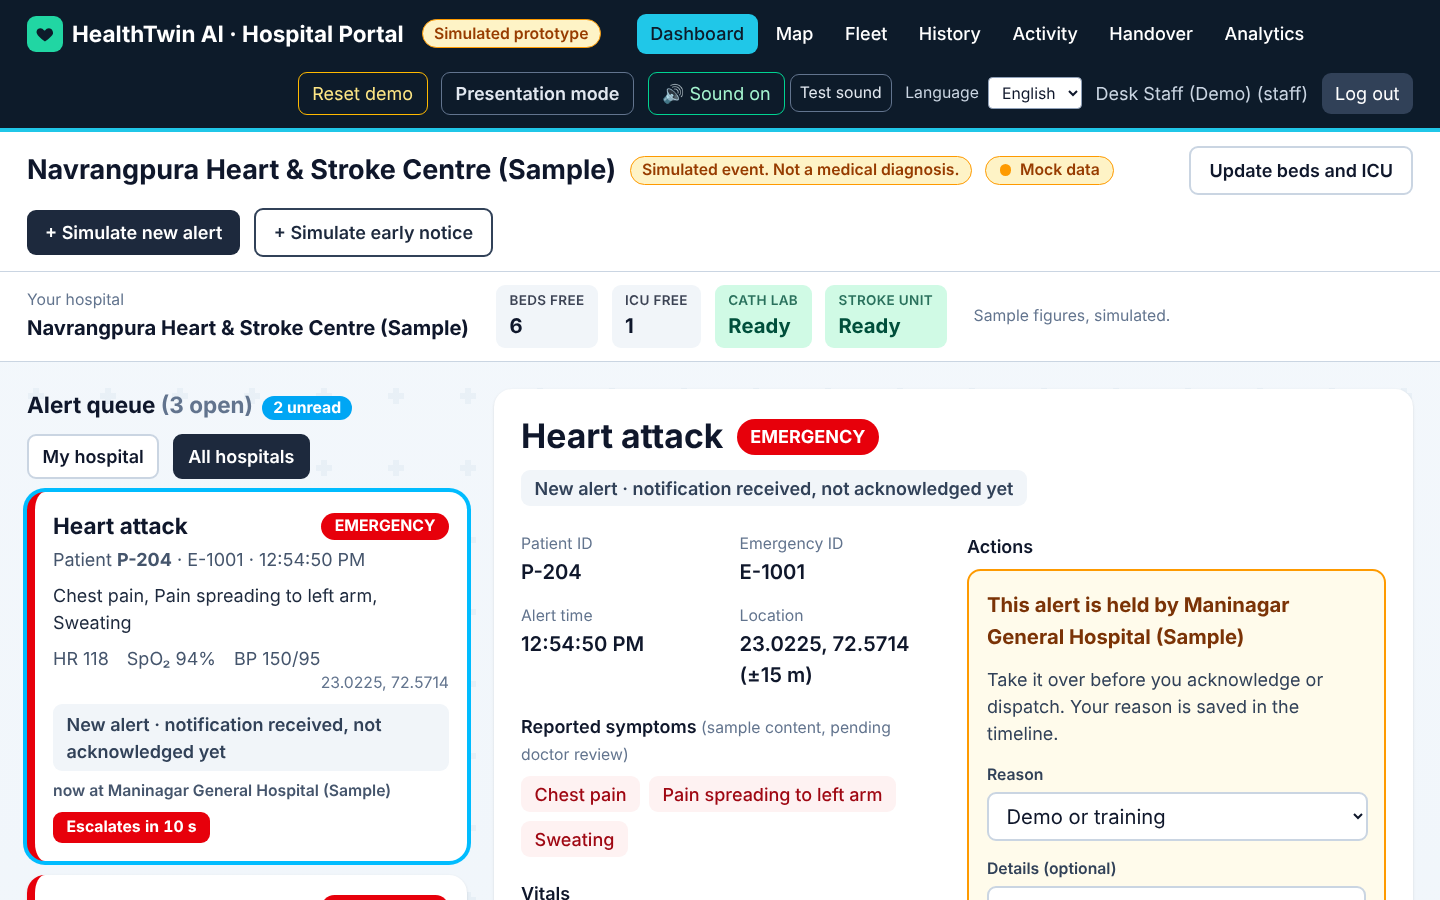 HealthTwin AI · Hospital Portal
Simulated prototype
Dashboard
Map
Fleet
History
Activity
Handover
Analytics
Reset demo
Presentation mode
🔊 Sound on
Test sound
Language
English
Desk Staff (Demo) (staff)
Log out
Navrangpura Heart & Stroke Centre (Sample)
Simulated event. Not a medical diagnosis.
Mock data
Update beds and ICU
+ Simulate new alert
+ Simulate early notice
Your hospital
Navrangpura Heart & Stroke Centre (Sample)
BEDS FREE
6
ICU FREE
1
CATH LAB
Ready
STROKE UNIT
Ready
Sample figures, simulated.
Alert queue (3 open)
2 unread
My hospital
All hospitals
Heart attack
EMERGENCY
Patient P-204 · E-1001 · 12:54:50 PM
Chest pain, Pain spreading to left arm,
Sweating
HR 118 SpO₂ 94% BP 150/95
23.0225, 72.5714
New alert · notification received, not
acknowledged yet
now at Maninagar General Hospital (Sample)
Escalates in 10 s
Heart attack
EMERGENCY
New alert · notification received, not acknowledged yet
Patient ID
P-204
Emergency ID
E-1001
Alert time
12:54:50 PM
Location
23.0225, 72.5714
(±15 m)
Reported symptoms (sample content, pending
doctor review)
Chest pain
Pain spreading to left arm
Sweating
Vitals
Actions
This alert is held by Maninagar
General Hospital (Sample)
Take it over before you acknowledge or
dispatch. Your reason is saved in the
timeline.
Reason
Demo or training
Details (optional)